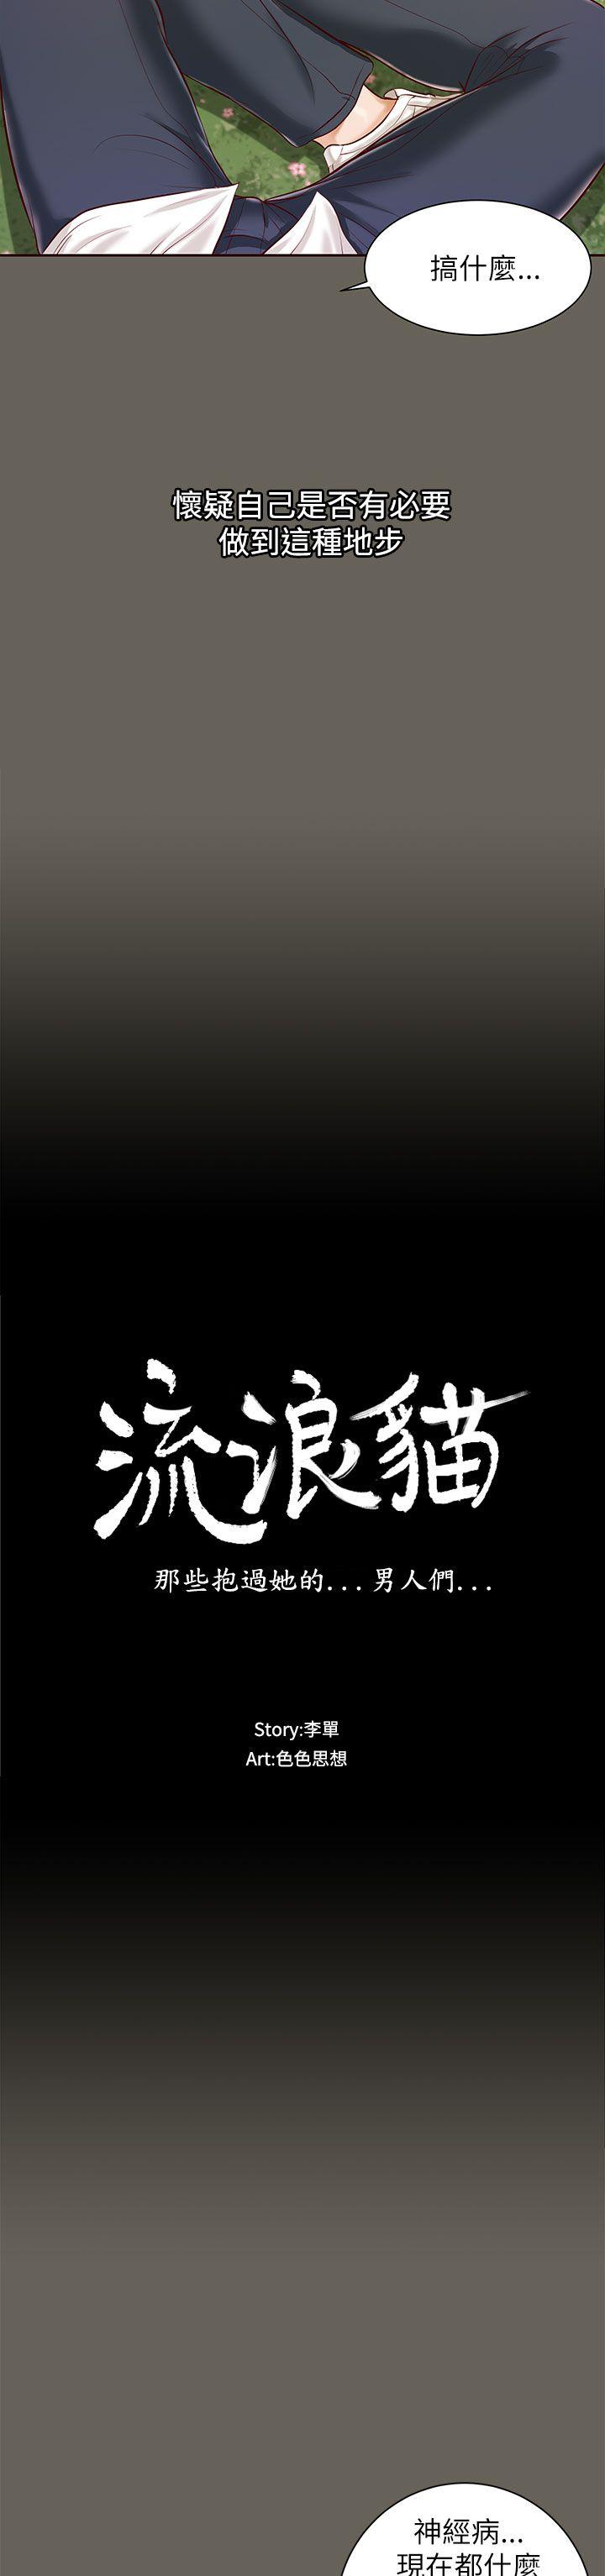 搞什麼...
懷疑自己是否有必要
做到這種地步
流浪貓
那些抱過她的...男人們...
Story:李單
Art:色色思想
神經病...
現在都什麼